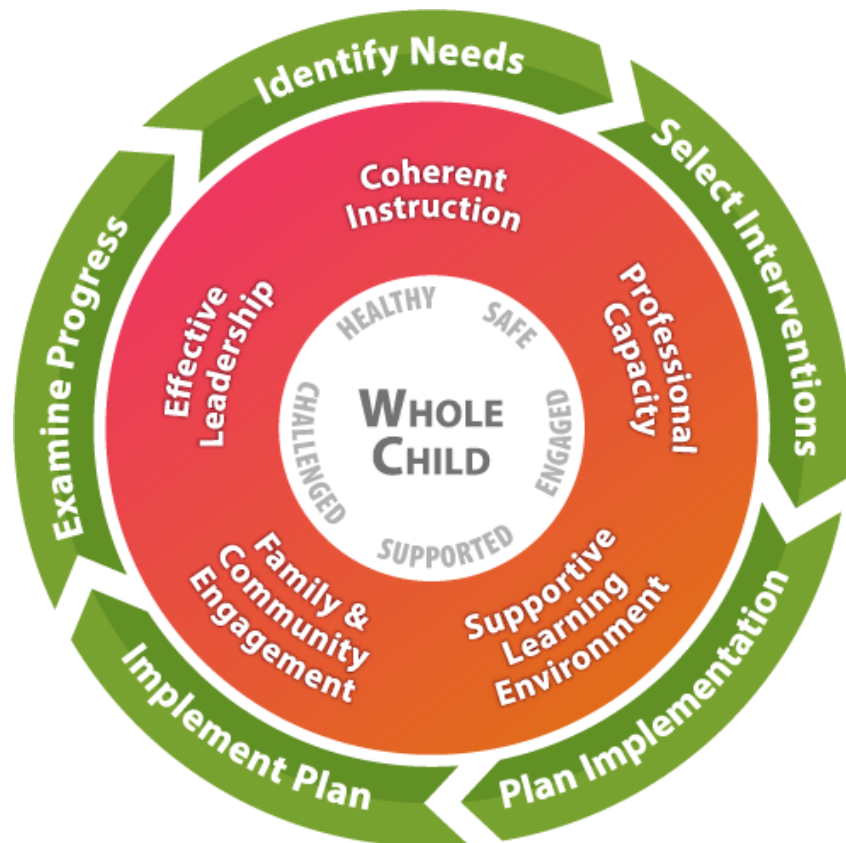 Identify Needs
Select Interventions
Plan Implementation
Implement Plan
Examine Progress
Coherent
Instruction
Professional
Capacity
Supportive
Learning
Environment
Family &
Community
Engagement
Effective
Leadership
HEALTHY
SAFE
ENGAGED
SUPPORTED
CHALLENGED
WHOLE
CHILD